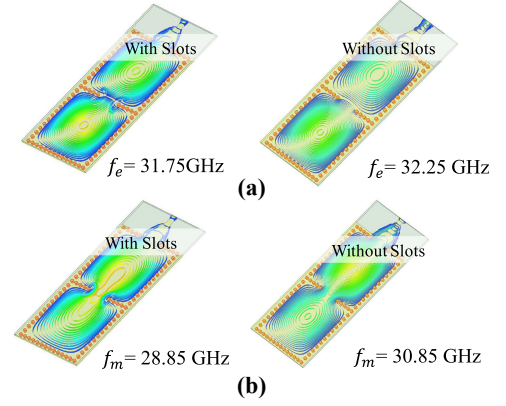 With Slots
Without Slots
fₑ= 31.75GHz
fₑ= 32.25 GHz
(a)
With Slots
Without Slots
fₘ= 28.85 GHz
fₘ= 30.85 GHz
(b)